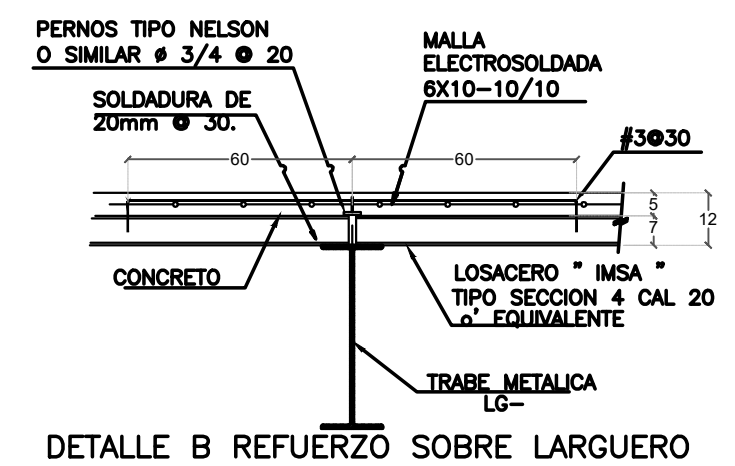 PERNOS TIPO NELSON
O SIMILAR ø 3/4 @ 20
MALLA
ELECTROSOLDADA
6X10-10/10
SOLDADURA DE
20mm @ 30.
#3@30
60
60
5
12
7
CONCRETO
LOSACERO " IMSA "
TIPO SECCION 4 CAL 20
o' EQUIVALENTE
TRABE METALICA
LG-
DETALLE B REFUERZO SOBRE LARGUERO